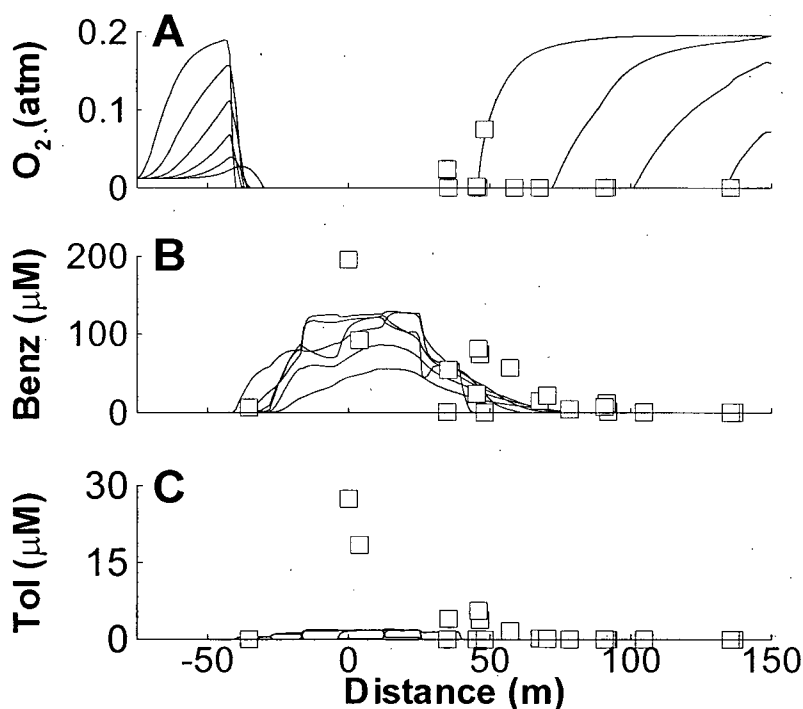 A
O2 (atm)
0.2
0.1
0
B
Benz (μM)
200
100
0
C
Tol (μM)
30
15
0
-50 0 50 100 150
Distance (m)